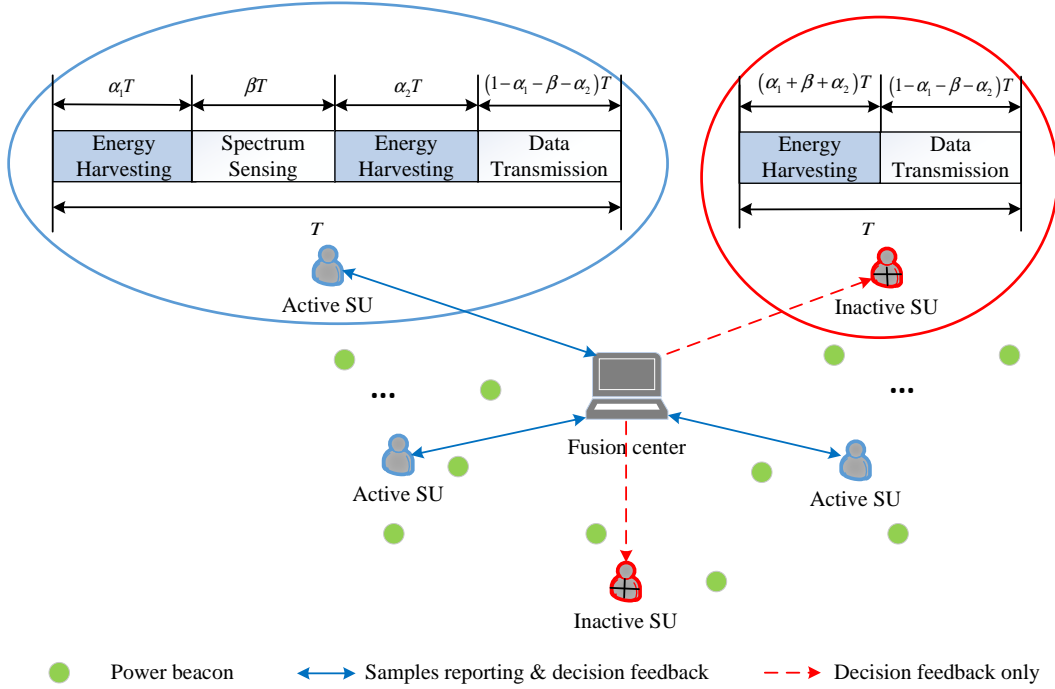 α₁T βT α₂T (1-α₁-β-α₂)T
Energy Harvesting
Spectrum Sensing
Energy Harvesting
Data Transmission
T
Active SU
(α₁+β+α₂)T (1-α₁-β-α₂)T
Energy Harvesting
Data Transmission
T
Inactive SU
...
...
Fusion center
Active SU
Active SU
Inactive SU
Power beacon
Samples reporting & decision feedback
Decision feedback only